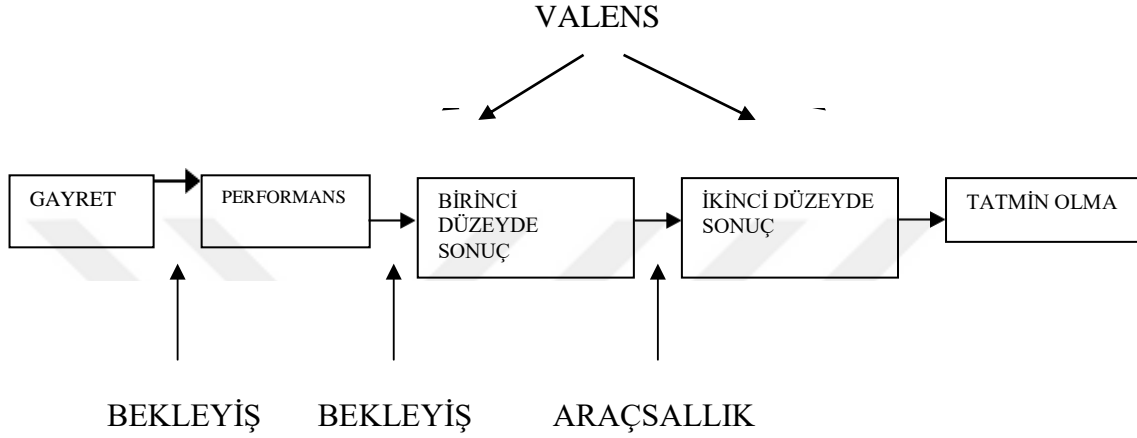 VALENS
GAYRET
PERFORMANS
BİRİNCİ
DÜZEYDE
SONUÇ
İKİNCİ DÜZEYDE
SONUÇ
TATMİN OLMA
BEKLEYİŞ
BEKLEYİŞ
ARAÇSALLIK